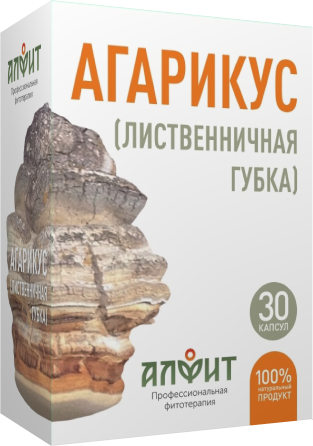 АЛФИТ
Профессиональная
фитотерапия
АГАРИКУС
(ЛИСТВЕННИЧНАЯ
ГУБКА)
АГАРИКУС
(ЛИСТВЕННИЧНАЯ
ГУБКА)
30
КАПСУЛ
АЛФИТ
Профессиональная
фитотерапия
100%
натуральный
ПРОДУКТ